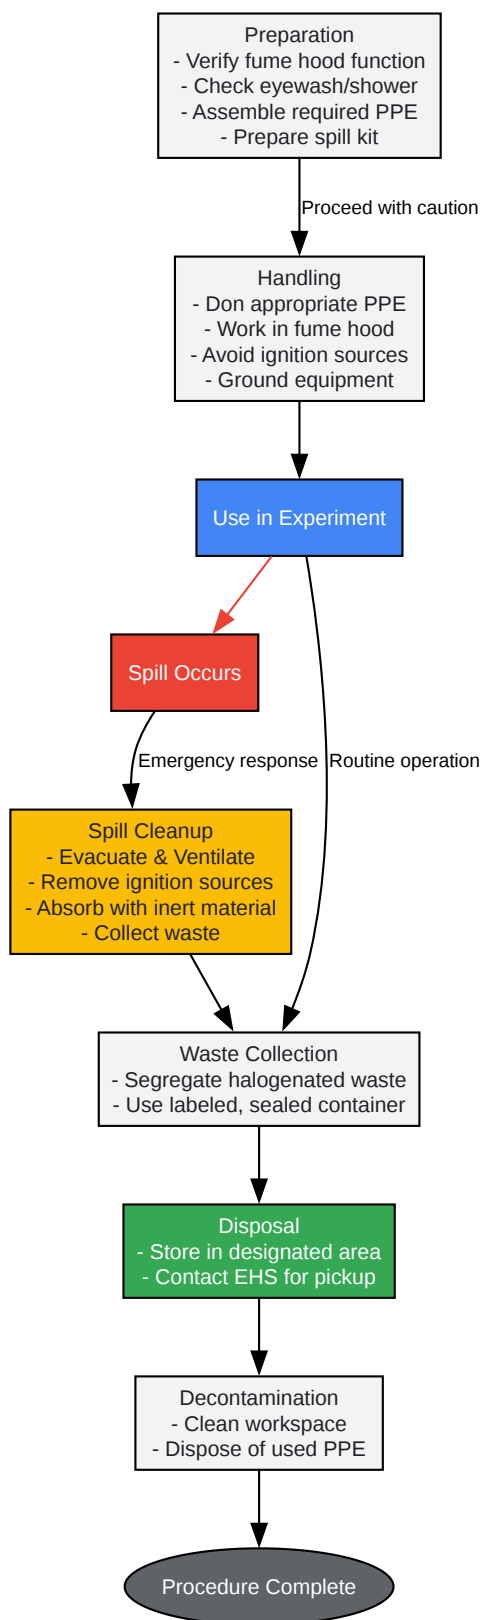 Preparation
- Verify fume hood function
- Check eyewash/shower
- Assemble required PPE
- Prepare spill kit
Proceed with caution
Handling
- Don appropriate PPE
- Work in fume hood
- Avoid ignition sources
- Ground equipment
Use in Experiment
Spill Occurs
Emergency response
Routine operation
Spill Cleanup
- Evacuate & Ventilate
- Remove ignition sources
- Absorb with inert material
- Collect waste
Waste Collection
- Segregate halogenated waste
- Use labeled, sealed container
Disposal
- Store in designated area
- Contact EHS for pickup
Decontamination
- Clean workspace
- Dispose of used PPE
Procedure Complete